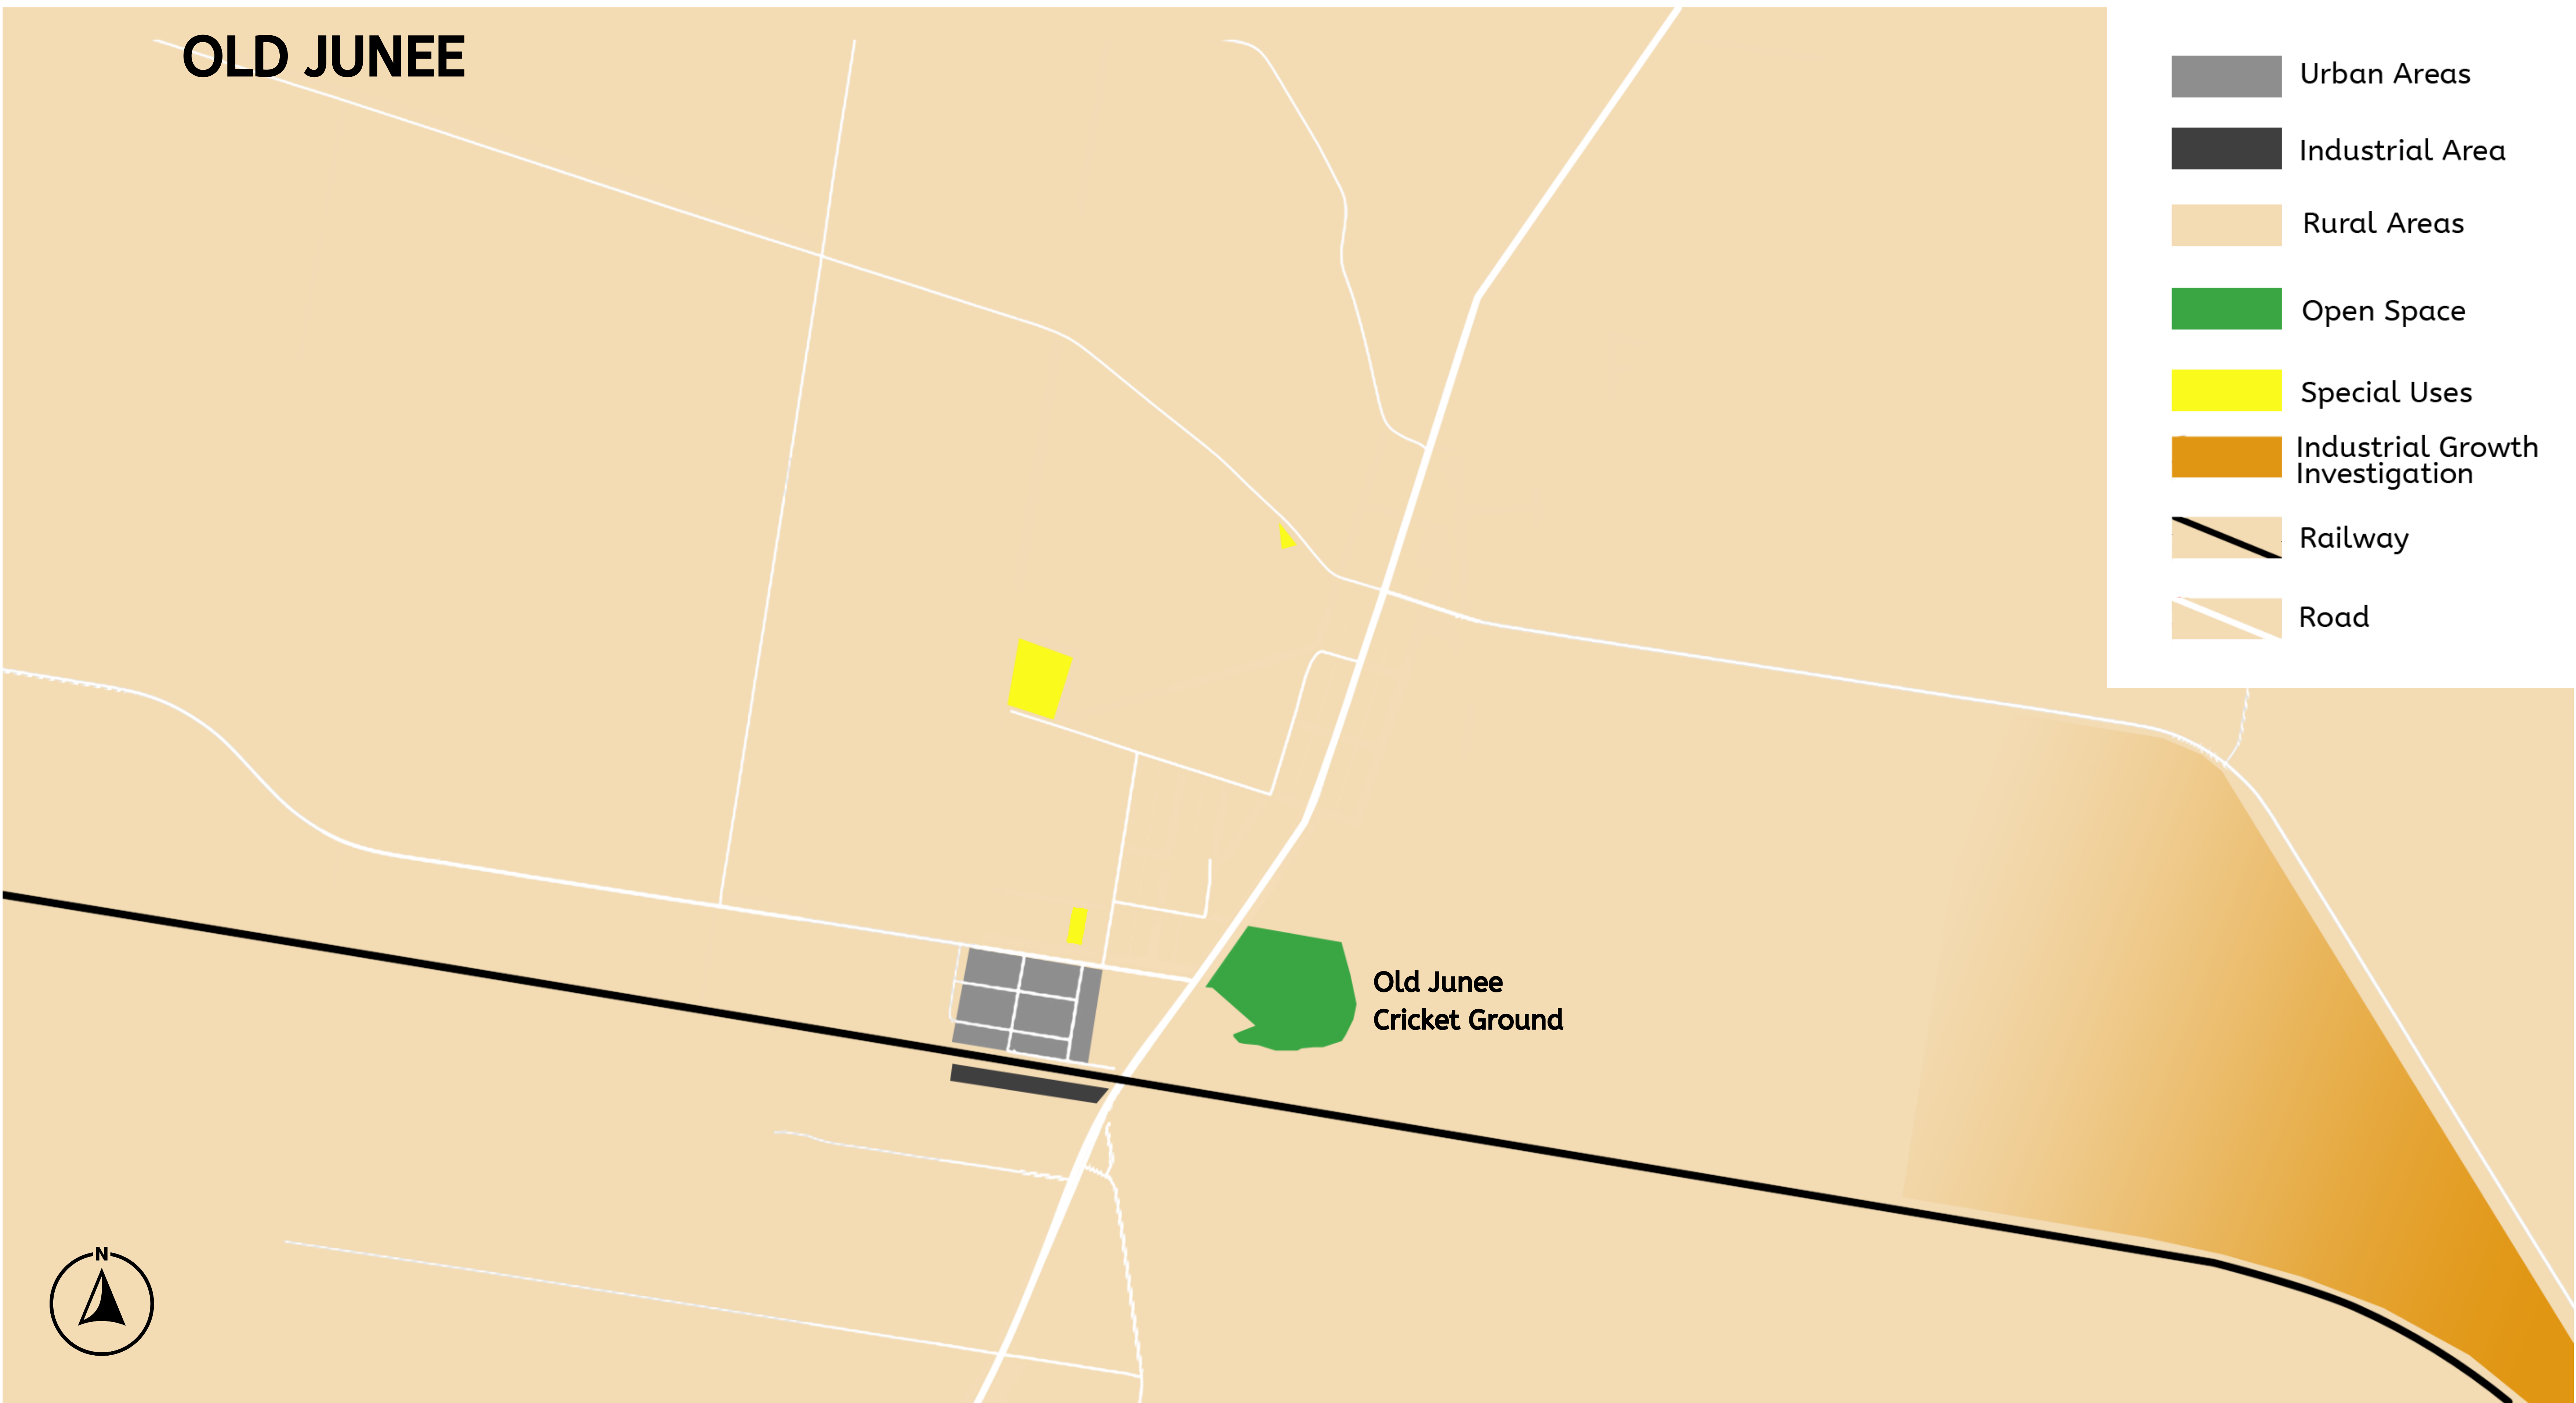 OLD JUNEE
Urban Areas
Industrial Area
Rural Areas
Open Space
Special Uses
Industrial Growth
Investigation
Railway
Road
Old Junee
Cricket Ground
N